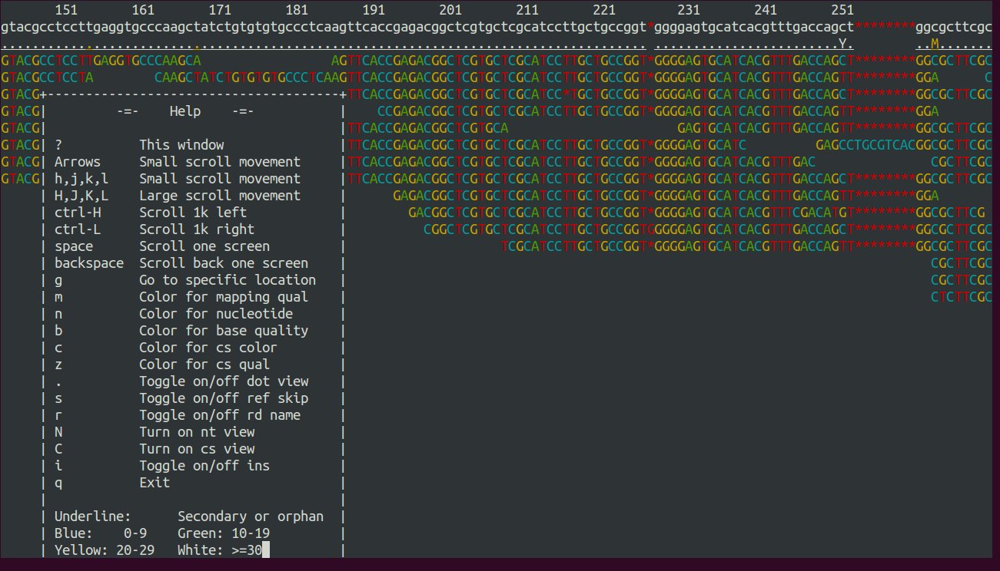 151       161       171       181       191       201       211       221       231       241       251
gtacgcctccttgaggtgcccaagctatctgtgtgtgccctcaagttcaccgagacggctcgtgctcgcatccttgctgccggt*ggggagtgcatcacgtttgaccagct********ggcgcttcgc
.................................................................................... ........................Y.        ..M.......
GTACGCCTCCTTGAGGTGCCCAAGCA                 AGTTCACCGAGACGGCTCGTGCTCGCATCCTTGCTGCCGGT*GGGGAGTGCATCACGTTTGACCAGCT********GGCGCTTCGC
GTACGCCTCCTA        CAAGCTATCTGTGTGTGCCCTCAAGTTCACCGAGACGGCTCGTGCTCGCATCCTTGCTGCCGGT*GGGGAGTGCATCACGTTTGACCAGTT********GGA      C
GTACG+--------------------------------------+TTCACCGAGACGGCTCGTGCTCGCATCC*TGCTGCCGGT*GGGGAGTGCATCACGTTTGACCAGCT********GGCGCTTCGC
GTACG|         -=-    Help    -=-           |    CCGAGACGGCTCGTGCTCGCATCCTTGCTGCCGGT*GGGGAGTGCATCACGTTTGACCAGTT********GGA
GTACG|                                      |TTCACCGAGACGGCTCGTGCA                      GAGTGCATCACGTTTGACCAGTT********GGCGCTTCGC
GTACG| ?          This window               |TTCACCGAGACGGCTCGTGCTCGCATCCTTGCTGCCGGT*GGGGAGTGCATC         GAGCCTGCGTCACGGCGCTTCGC
GTACG| Arrows     Small scroll movement     |TTCACCGAGACGGCTCGTGCTCGCATCCTTGCTGCCGGT*GGGGAGTGCATCACGTTTGAC               CGCTTCGC
GTACG| h,j,k,l    Small scroll movement     |TTCACCGAGACGGCTCGTGCTCGCATCCTTGCTGCCGGT*GGGGAGTGCATCACGTTTGACCAGCT********GGCGCTTCGC
     | H,J,K,L    Large scroll movement     |      GAGACGGCTCGTGCTCGCATCCTTGCTGCCGGT*GGGGAGTGCATCACGTTTGACCAGTT********GGA
     | ctrl-H     Scroll 1k left            |        GACGGCTCGTGCTCGCATCCTTGCTGCCGGT*GGGGAGTGCATCACGTTTCGACATGT********GGCGCTTCG
     | ctrl-L     Scroll 1k right           |          CGGCTCGTGCTCGCATCCTTGCTGCCGGTGGGGGAGTGCATCACGTTTGACCAGCT********GGCGCTTCGC
     | space      Scroll one screen         |                    TCGCATCCTTGCTGCCGGT*GGGGAGTGCATCACGTTTGACCAGTT********GGCGCTTCGC
     | backspace  Scroll back one screen    |                                                                            CGCTTCGC
     | g          Go to specific location   |                                                                            CGCTTCGC
     | m          Color for mapping qual    |                                                                            CTCTTCGC
     | n          Color for nucleotide      |
     | b          Color for base quality    |
     | c          Color for cs color        |
     | z          Color for cs qual         |
     | .          Toggle on/off dot view    |
     | s          Toggle on/off ref skip    |
     | r          Toggle on/off rd name     |
     | N          Turn on nt view           |
     | C          Turn on cs view           |
     | i          Toggle on/off ins         |
     | q          Exit                      |
     |                                      |
     | Underline:      Secondary or orphan  |
     | Blue:    0-9    Green: 10-19         |
     | Yellow: 20-29   White: >=30          |